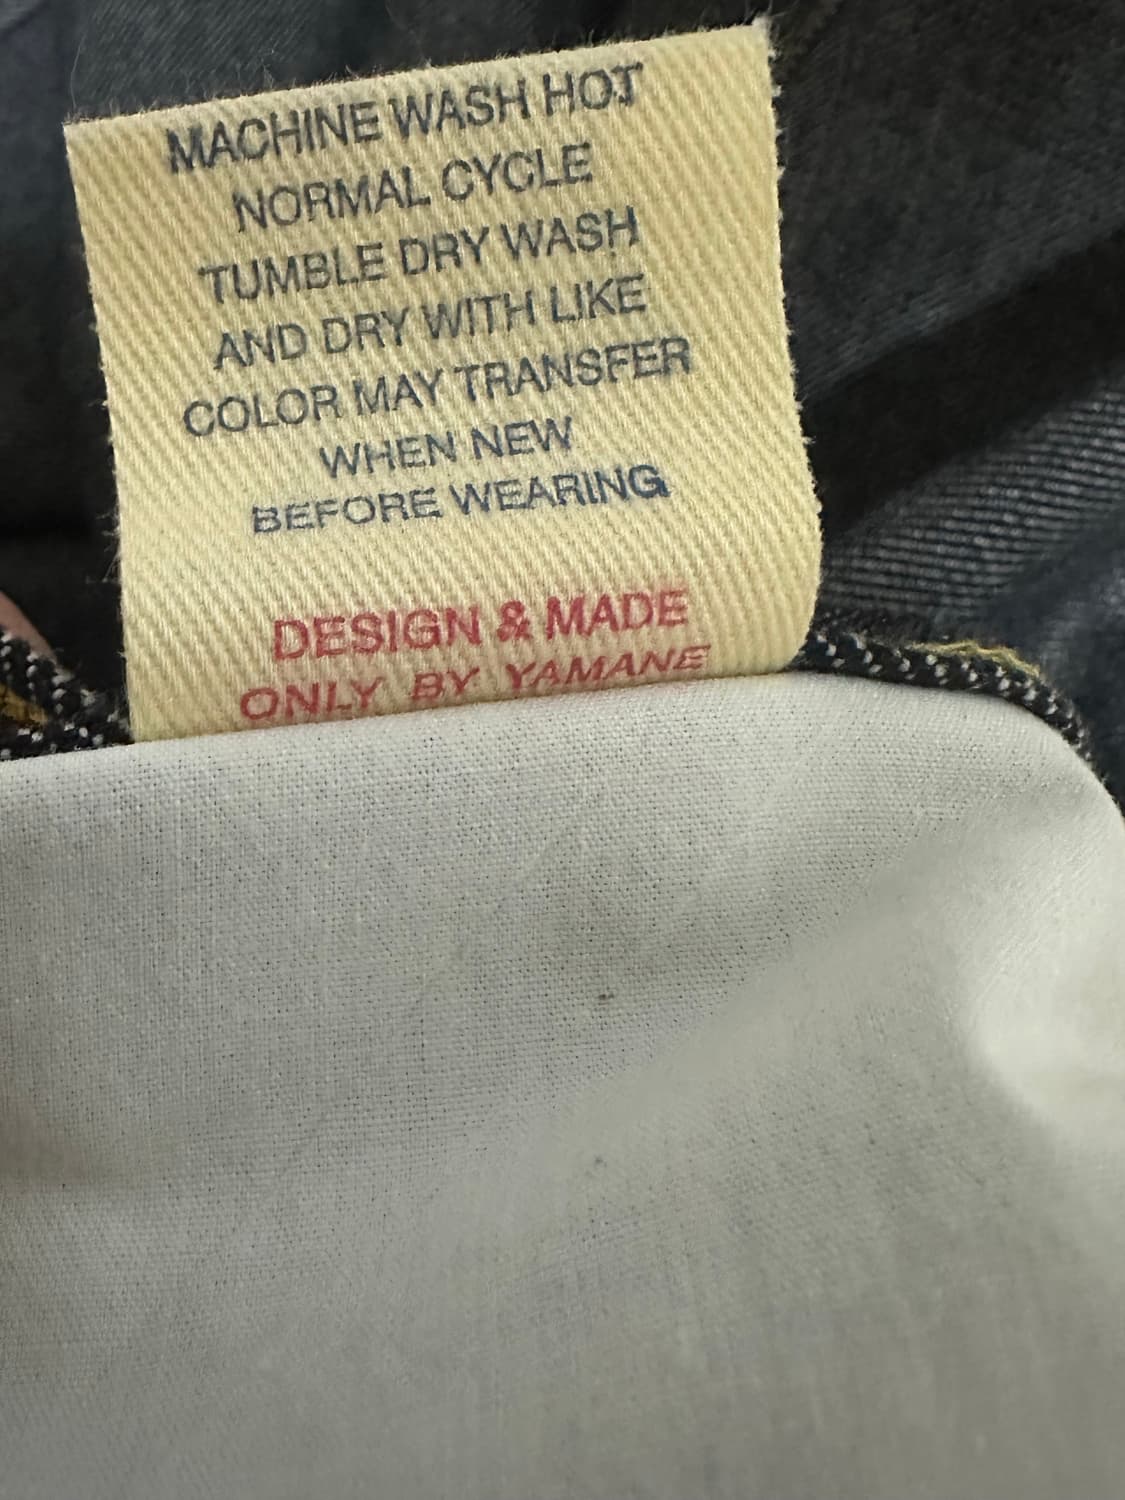 MACHINE WASH HOT
NORMAL CYCLE
TUMBLE DRY WASH
AND DRY WITH LIKE
COLOR MAY TRANSFER
WHEN NEW
BEFORE WEARING
DESIGN & MADE
ONLY BY YAMANE